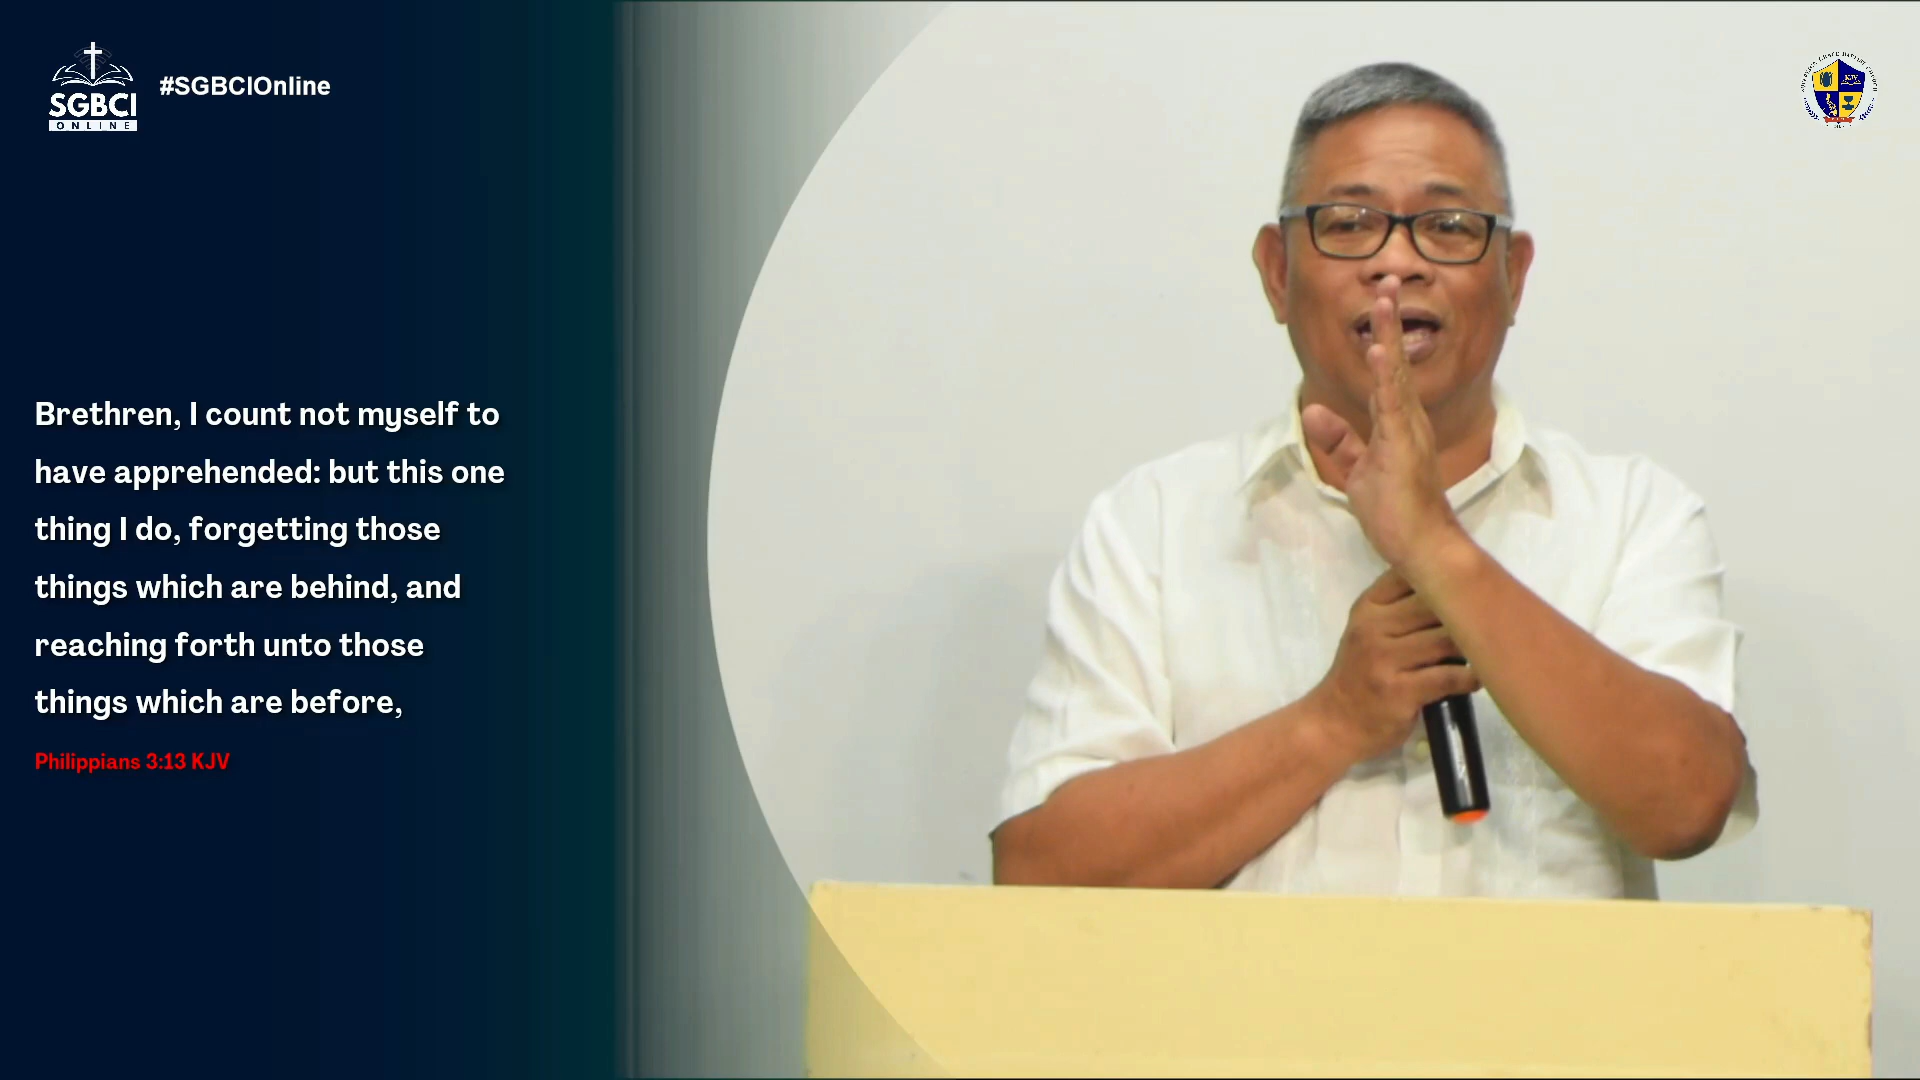 SGBCI
ONLINE
#SGBCIOnline
Brethren, I count not myself to
have apprehended: but this one
thing I do, forgetting those
things which are behind, and
reaching forth unto those
things which are before,
Philippians 3:13 KJV